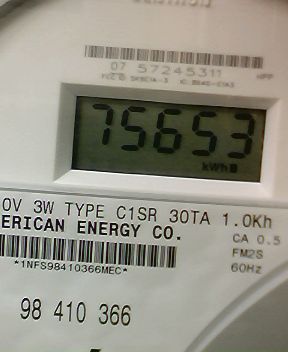 07 57245311
75653
kWh
0V 3W TYPE C1SR 30TA 1.0Kh
ERICAN ENERGY CO.
CA 0.5
FM2S
*1NFS98410366MEC*
60Hz
98 410 366